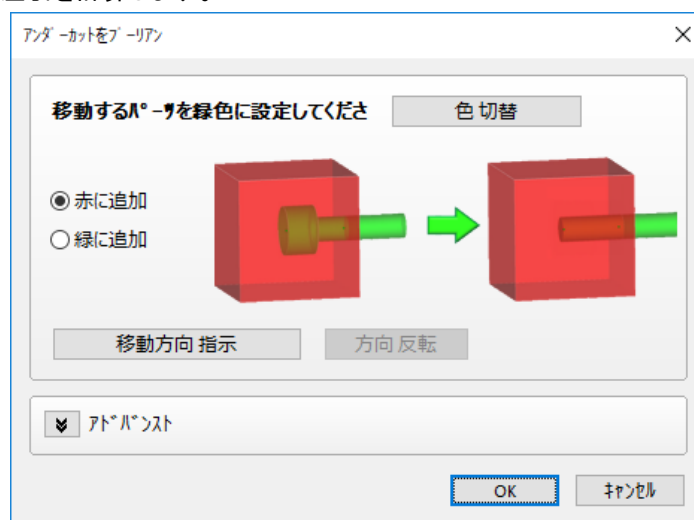 ｱﾝﾀﾞｰｶｯﾄをﾌﾞｰﾘｱﾝ
移動するﾊﾟｰｻを緑色に設定してくださ
色 切替
赤に追加
緑に追加
移動方向 指示
方向 反転
ｱﾄﾞﾊﾞﾝｽﾄ
OK
ｷｬﾝｾﾙ